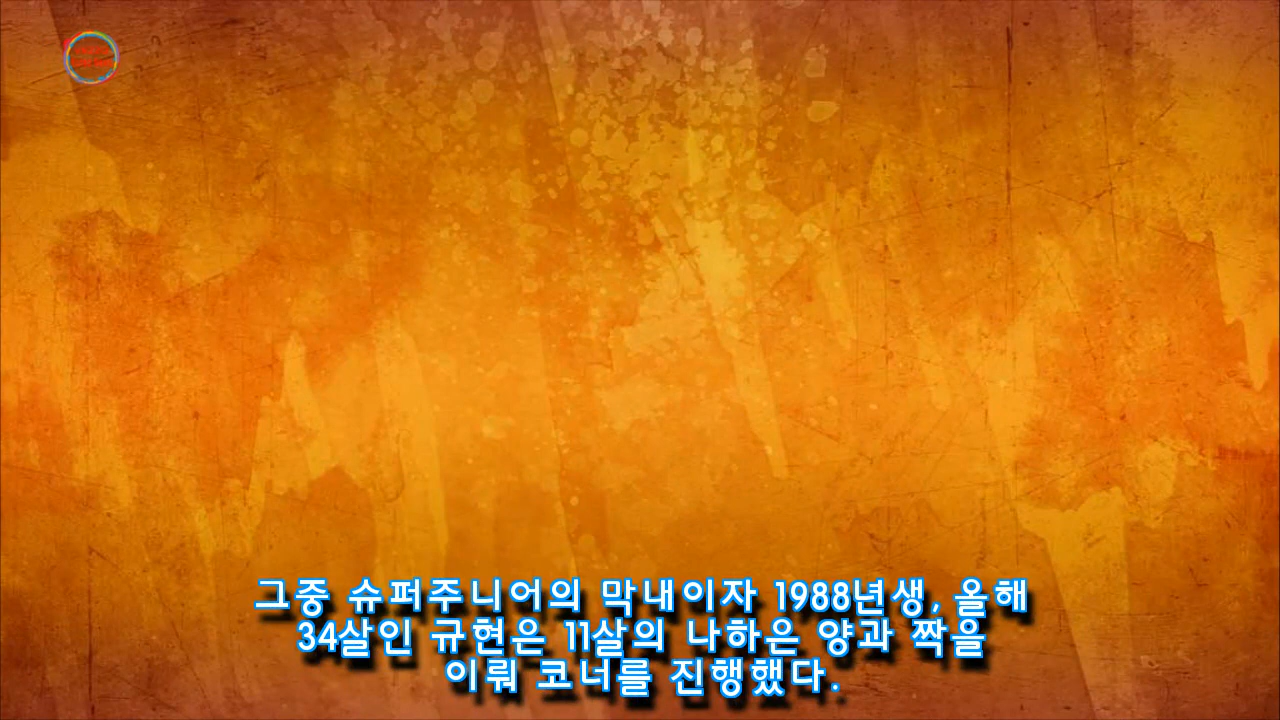 그중 슈퍼주니어의 막내이자 1988년생, 올해
34살인 규현은 11살의 나하은 양과 짝을
이뤄 코너를 진행했다.